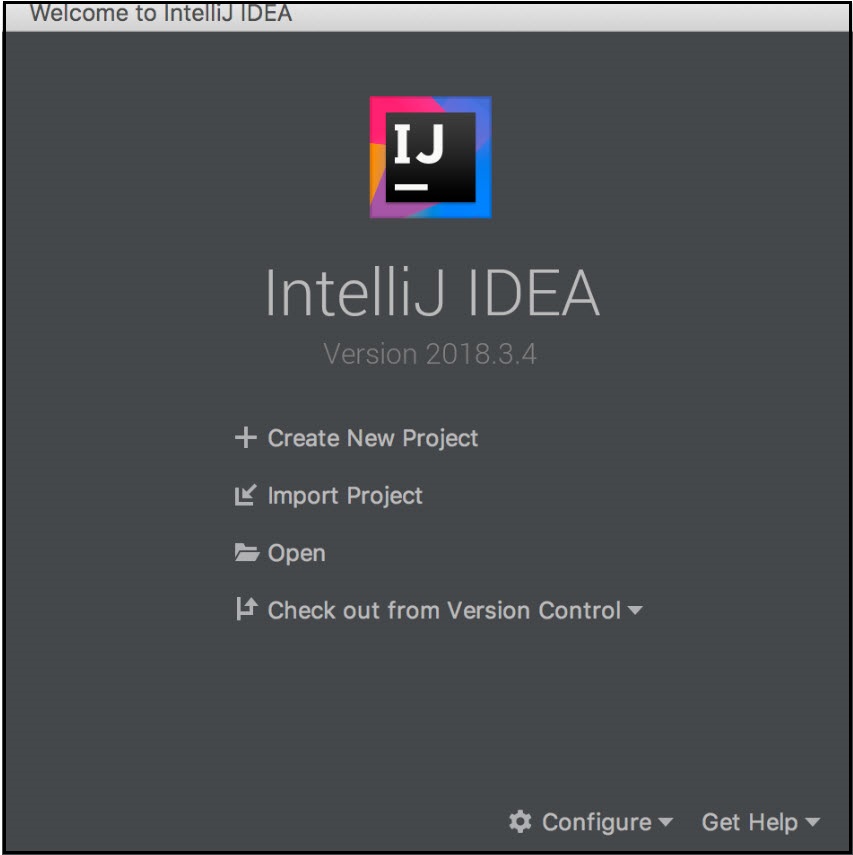 Welcome to IntelliJ IDEA
IJ
IntelliJ IDEA
Version 2018.3.4
Create New Project
Import Project
Open
Check out from Version Control
Configure Get Help